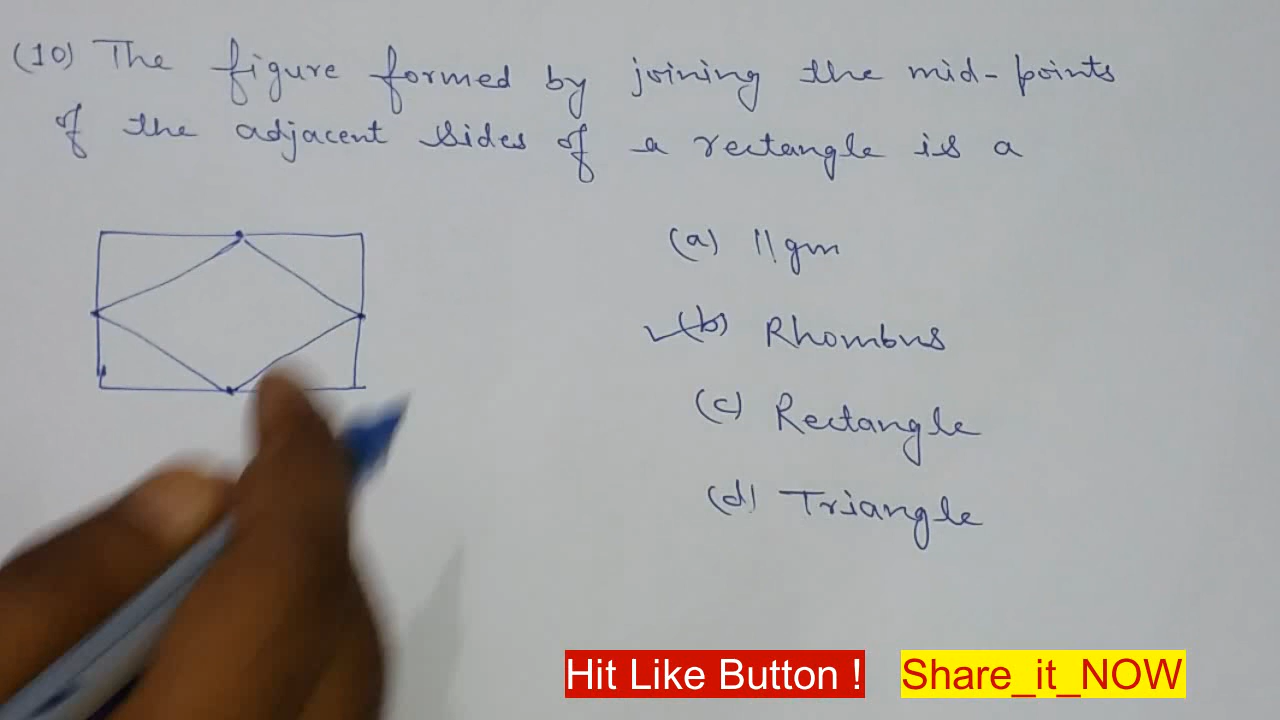 (10) The figure formed by joining the mid-points
of the adjacent sides of a rectangle is a
(a) ||gm
(b) Rhombus
(c) Rectangle
(d) Triangle
Hit Like Button ! Share_it_NOW